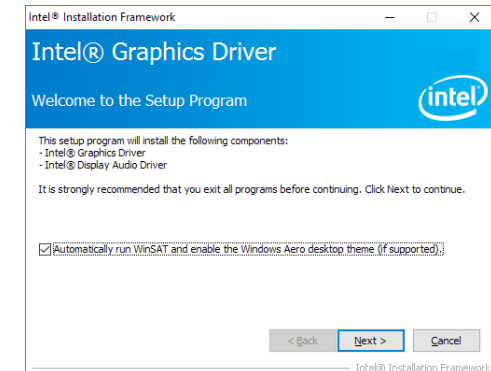 Intel® Installation Framework
Intel® Graphics Driver
Welcome to the Setup Program
intel
This setup program will install the following components:
- Intel® Graphics Driver
- Intel® Display Audio Driver
It is strongly recommended that you exit all programs before continuing. Click Next to continue.
Automatically run WinSAT and enable the Windows Aero desktop theme (if supported).
< Back
Next >
Cancel
Intel® Installation Framework